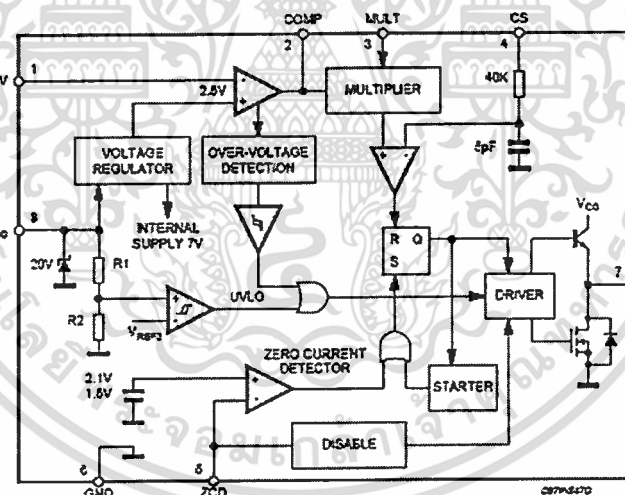 COMP MULT CS
2 3 4
V 1
2.5V
MULTIPLIER
40K
5pF
VOLTAGE
REGULATOR
OVER-VOLTAGE
DETECTION
INTERNAL
SUPPLY 7V
8
20V
R1
R2
VREF2
UVLO
R Q
S
VCC
7
DRIVER
ZERO CURRENT
DETECTOR
2.1V
1.5V
STARTER
DISABLE
6 5
GND ZCD